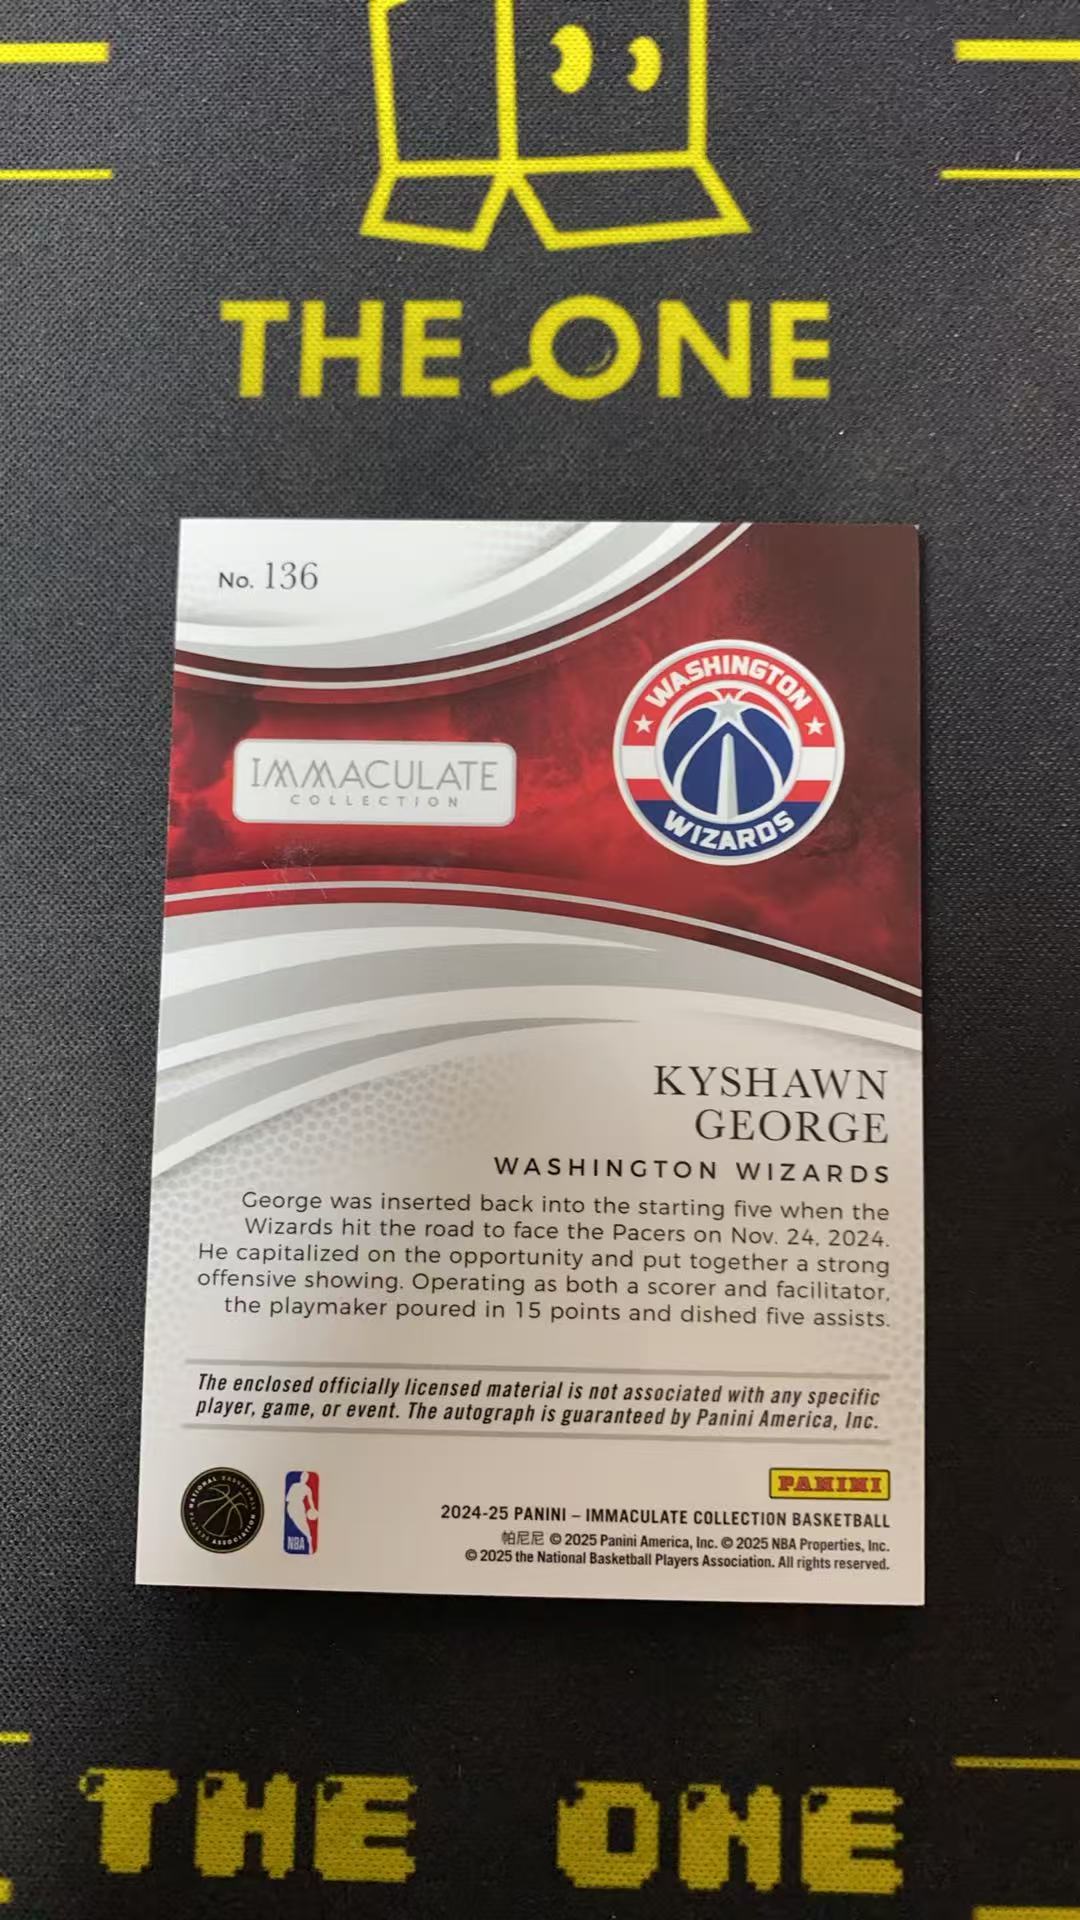 THE ONE
No. 136
WASHINGTON
WIZARDS
IMMACULATE
COLLECTION
KYSHAWN
GEORGE
WASHINGTON WIZARDS
George was inserted back into the starting five when the
Wizards hit the road to face the Pacers on Nov. 24, 2024.
He capitalized on the opportunity and put together a strong
offensive showing. Operating as both a scorer and facilitator,
the playmaker poured in 15 points and dished five assists.
The enclosed officially licensed material is not associated with any specific
player, game, or event. The autograph is guaranteed by Panini America, Inc.
NATIONAL BASKETBALL
PLAYERS ASSOCIATION
NBA
PANINI
2024-25 PANINI – IMMACULATE COLLECTION BASKETBALL
帕尼尼 © 2025 Panini America, Inc. © 2025 NBA Properties, Inc.
© 2025 the National Basketball Players Association. All rights reserved.
THE ONE